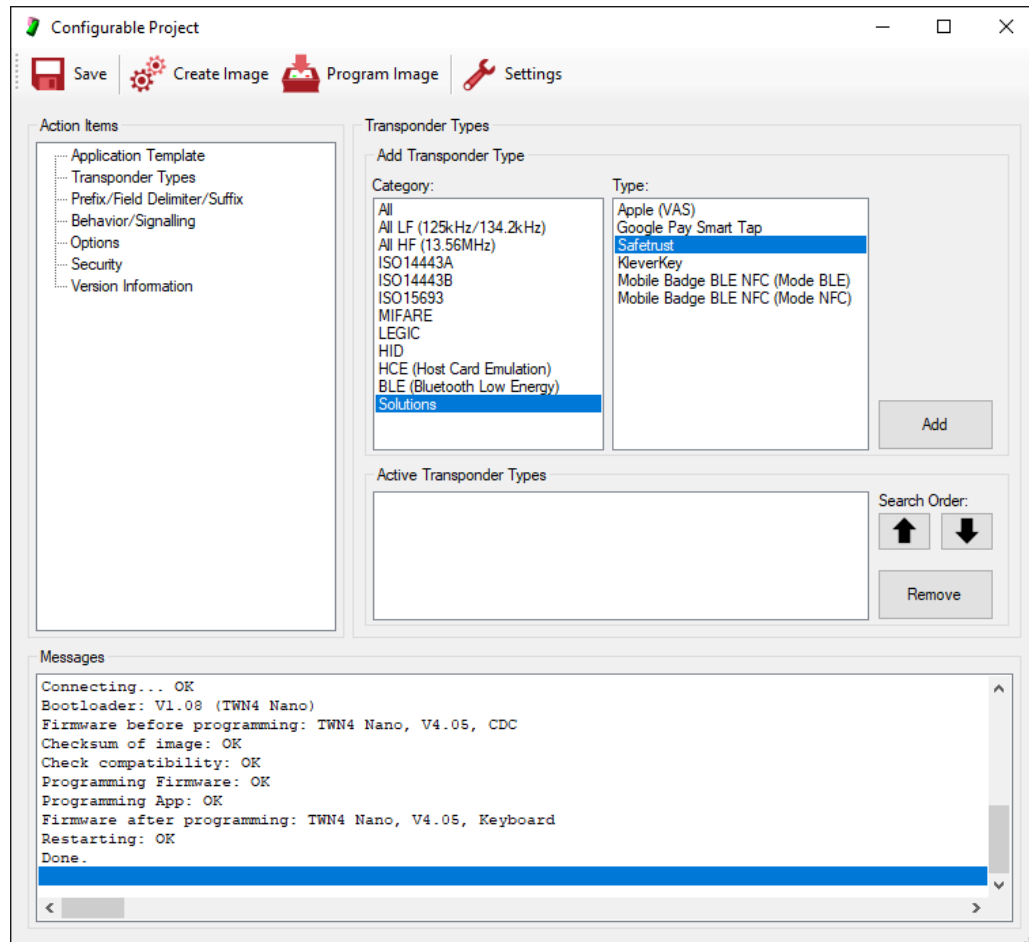 Configurable Project
Save
Create Image
Program Image
Settings
Action Items
Application Template
Transponder Types
Prefix/Field Delimiter/Suffix
Behavior/Signalling
Options
Security
Version Information
Transponder Types
Add Transponder Type
Category:
All
All LF (125kHz/134.2kHz)
All HF (13.56MHz)
ISO14443A
ISO14443B
ISO15693
MIFARE
LEGIC
HID
HCE (Host Card Emulation)
BLE (Bluetooth Low Energy)
Solutions
Type:
Apple (VAS)
Google Pay Smart Tap
Safetrust
KleverKey
Mobile Badge BLE NFC (Mode BLE)
Mobile Badge BLE NFC (Mode NFC)
Add
Active Transponder Types
Search Order:
Remove
Messages
Connecting... OK
Bootloader: V1.08 (TWN4 Nano)
Firmware before programming: TWN4 Nano, V4.05, CDC
Checksum of image: OK
Check compatibility: OK
Programming Firmware: OK
Programming App: OK
Firmware after programming: TWN4 Nano, V4.05, Keyboard
Restarting: OK
Done.